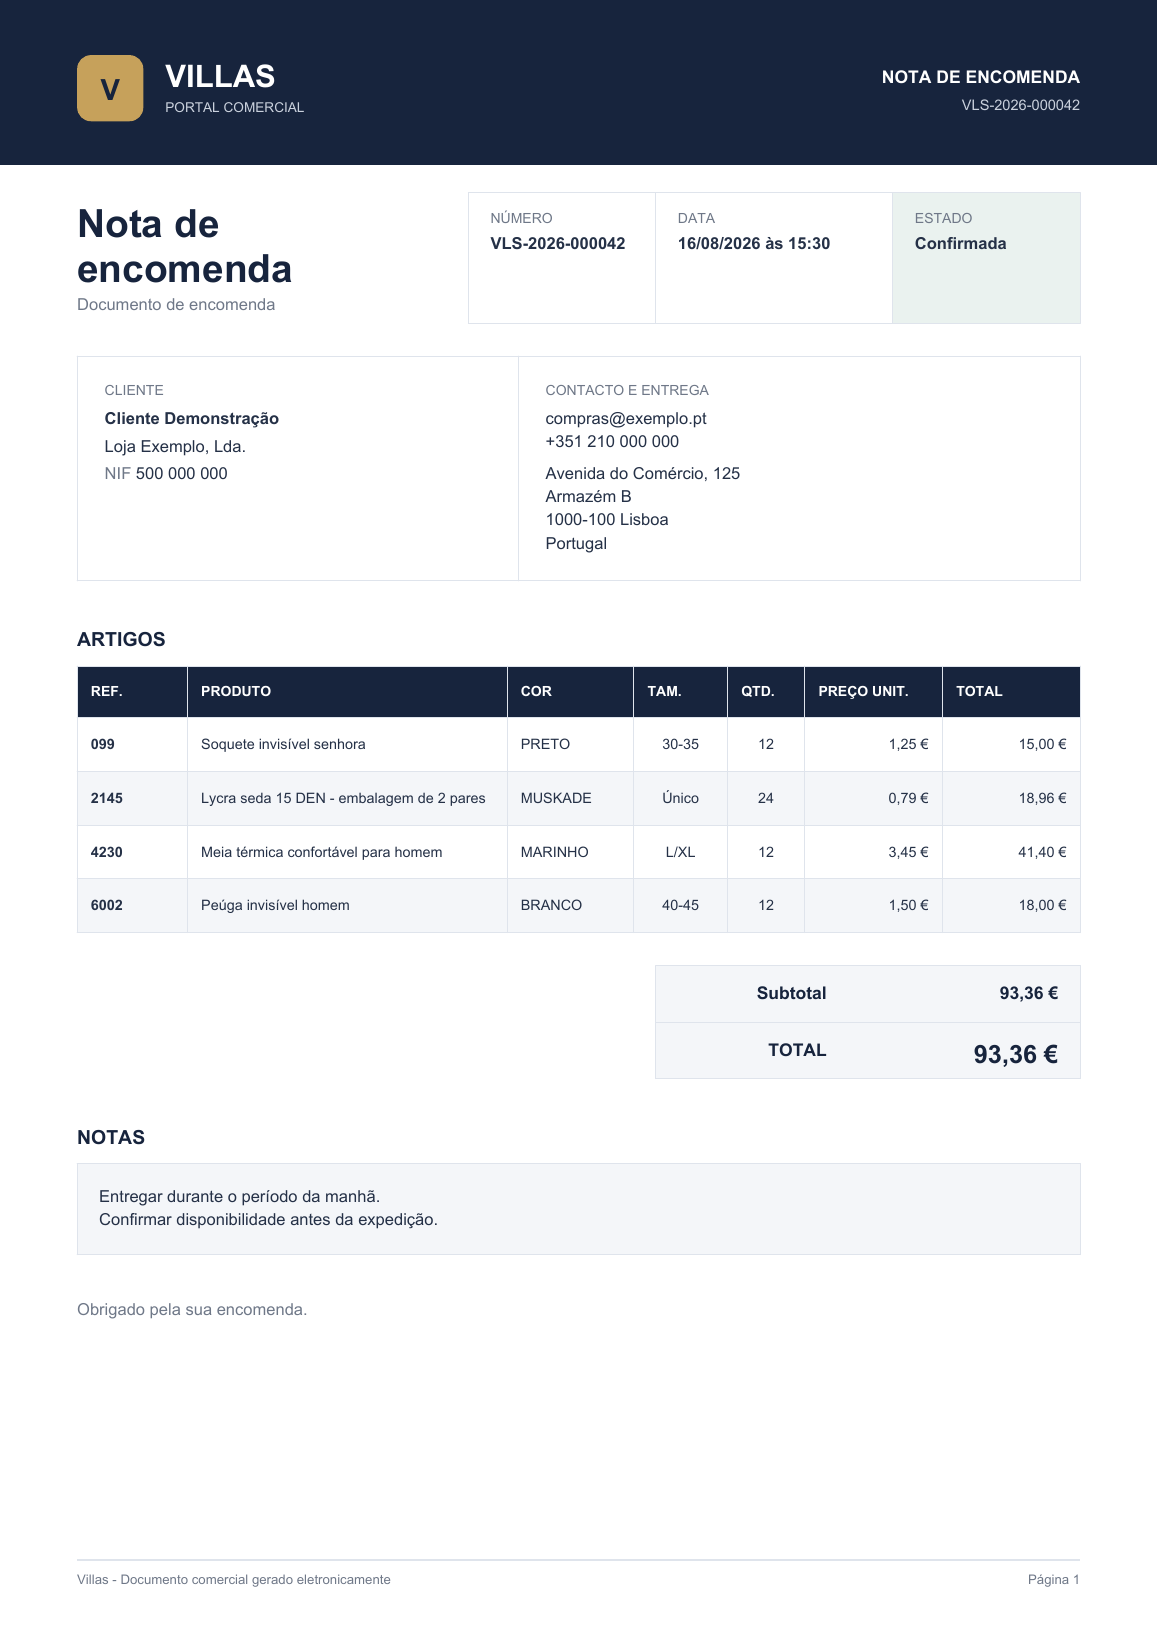 V
VILLAS
PORTAL COMERCIAL
NOTA DE ENCOMENDA
VLS-2026-000042
Nota de
encomenda
Documento de encomenda
NÚMERO
VLS-2026-000042
DATA
16/08/2026 às 15:30
ESTADO
Confirmada
CLIENTE
Cliente Demonstração
Loja Exemplo, Lda.
NIF 500 000 000
CONTACTO E ENTREGA
compras@exemplo.pt
+351 210 000 000
Avenida do Comércio, 125
Armazém B
1000-100 Lisboa
Portugal
ARTIGOS
REF. PRODUTO COR TAM. QTD. PREÇO UNIT. TOTAL
099 Soquete invisível senhora PRETO 30-35 12 1,25 € 15,00 €
2145 Lycra seda 15 DEN - embalagem de 2 pares MUSKADE Único 24 0,79 € 18,96 €
4230 Meia térmica confortável para homem MARINHO L/XL 12 3,45 € 41,40 €
6002 Peúga invisível homem BRANCO 40-45 12 1,50 € 18,00 €
Subtotal 93,36 €
TOTAL 93,36 €
NOTAS
Entregar durante o período da manhã.
Confirmar disponibilidade antes da expedição.
Obrigado pela sua encomenda.
Villas - Documento comercial gerado eletronicamente
Página 1